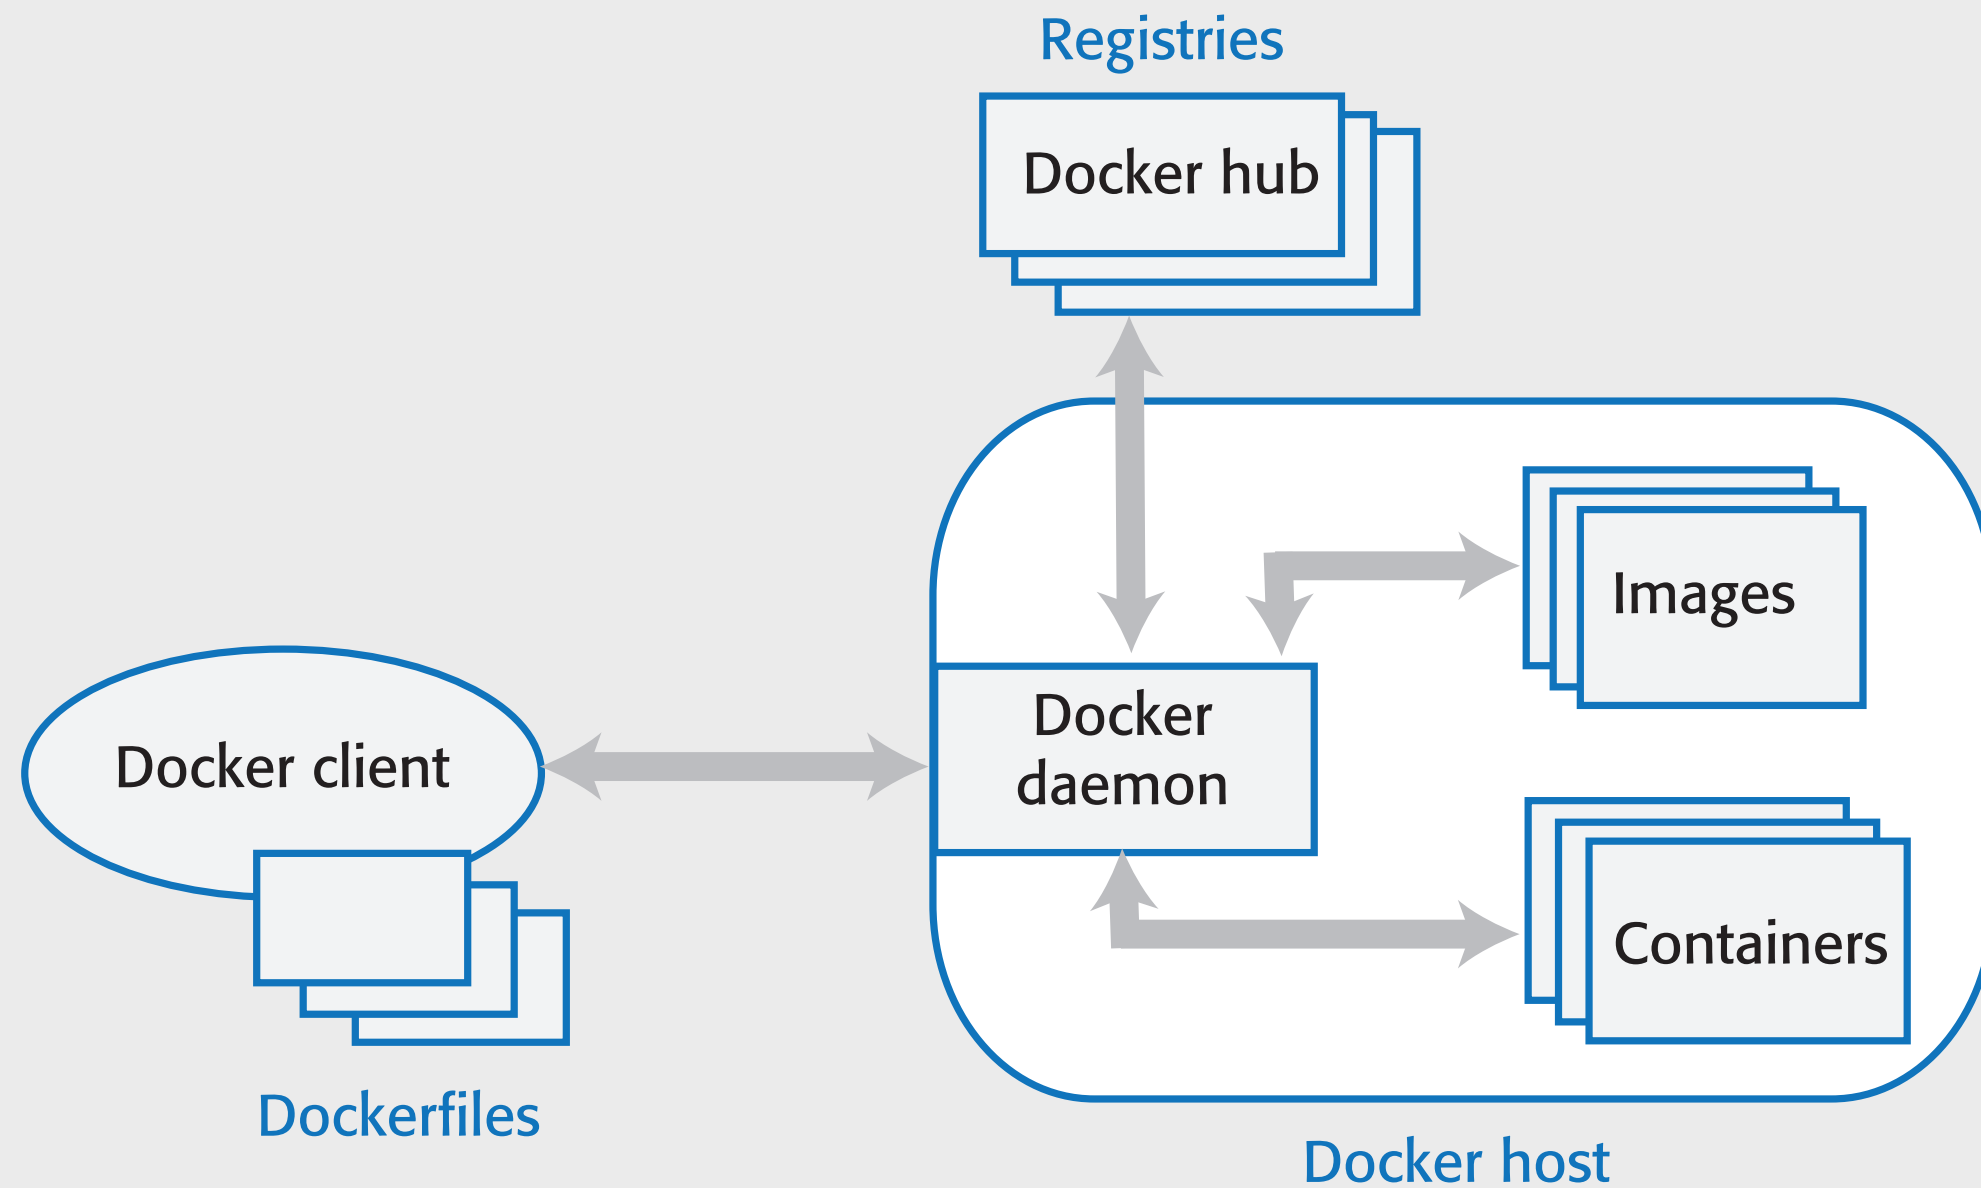 Registries
Docker hub
Images
Docker
daemon
Docker client
Containers
Dockerfiles
Docker host